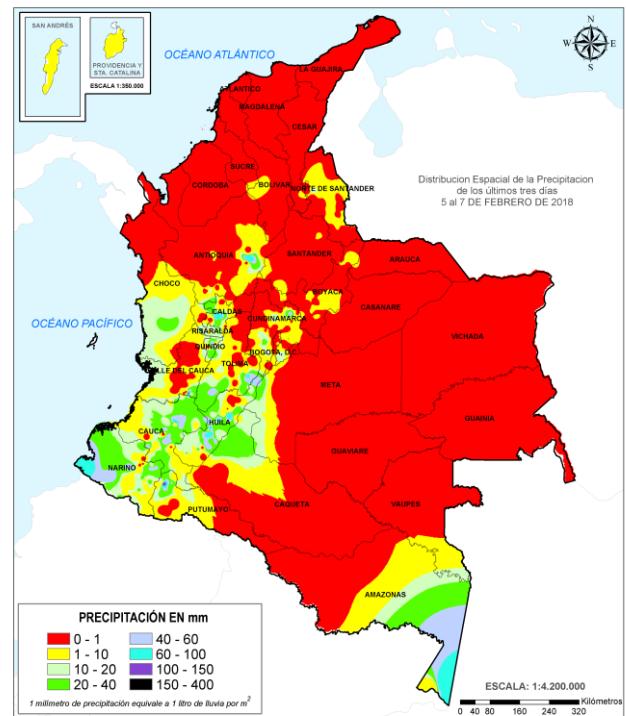 SAN ANDRÉS
PROVIDENCIA Y
STA. CATALINA
ESCALA 1:350.000
OCÉANO ATLÁNTICO
N
W
E
S
LA GUAJIRA
ATLANTICO
MAGDALENA
CESAR
Distribucion Espacial de la Precipitacion
de los últimos tres días
5 al 7 DE FEBRERO DE 2018
SUCRE
CORDOBA
BOLIVAR
NORTE DE SANTANDER
ANTIOQUIA
SANTANDER
ARAUCA
CHOCO
BOYACA
CASANARE
OCÉANO PACÍFICO
CALDAS
CUNDINAMARCA
RISARALDA
VICHADA
QUINDIO
BOGOTA, D.C.
TOLIMA
VALLE DEL CAUCA
META
GUAINIA
CAUCA
HUILA
GUAVIARE
NARIÑO
CAQUETA
VAUPES
PUTUMAYO
AMAZONAS
PRECIPITACIÓN EN mm
0 - 1
40 - 60
1 - 10
60 - 100
10 - 20
100 - 150
20 - 40
150 - 400
1 milímetro de precipitación equivale a 1 litro de lluvia por m2
ESCALA: 1:4.200.000
Kilómetros
0 40 80 160 240 320